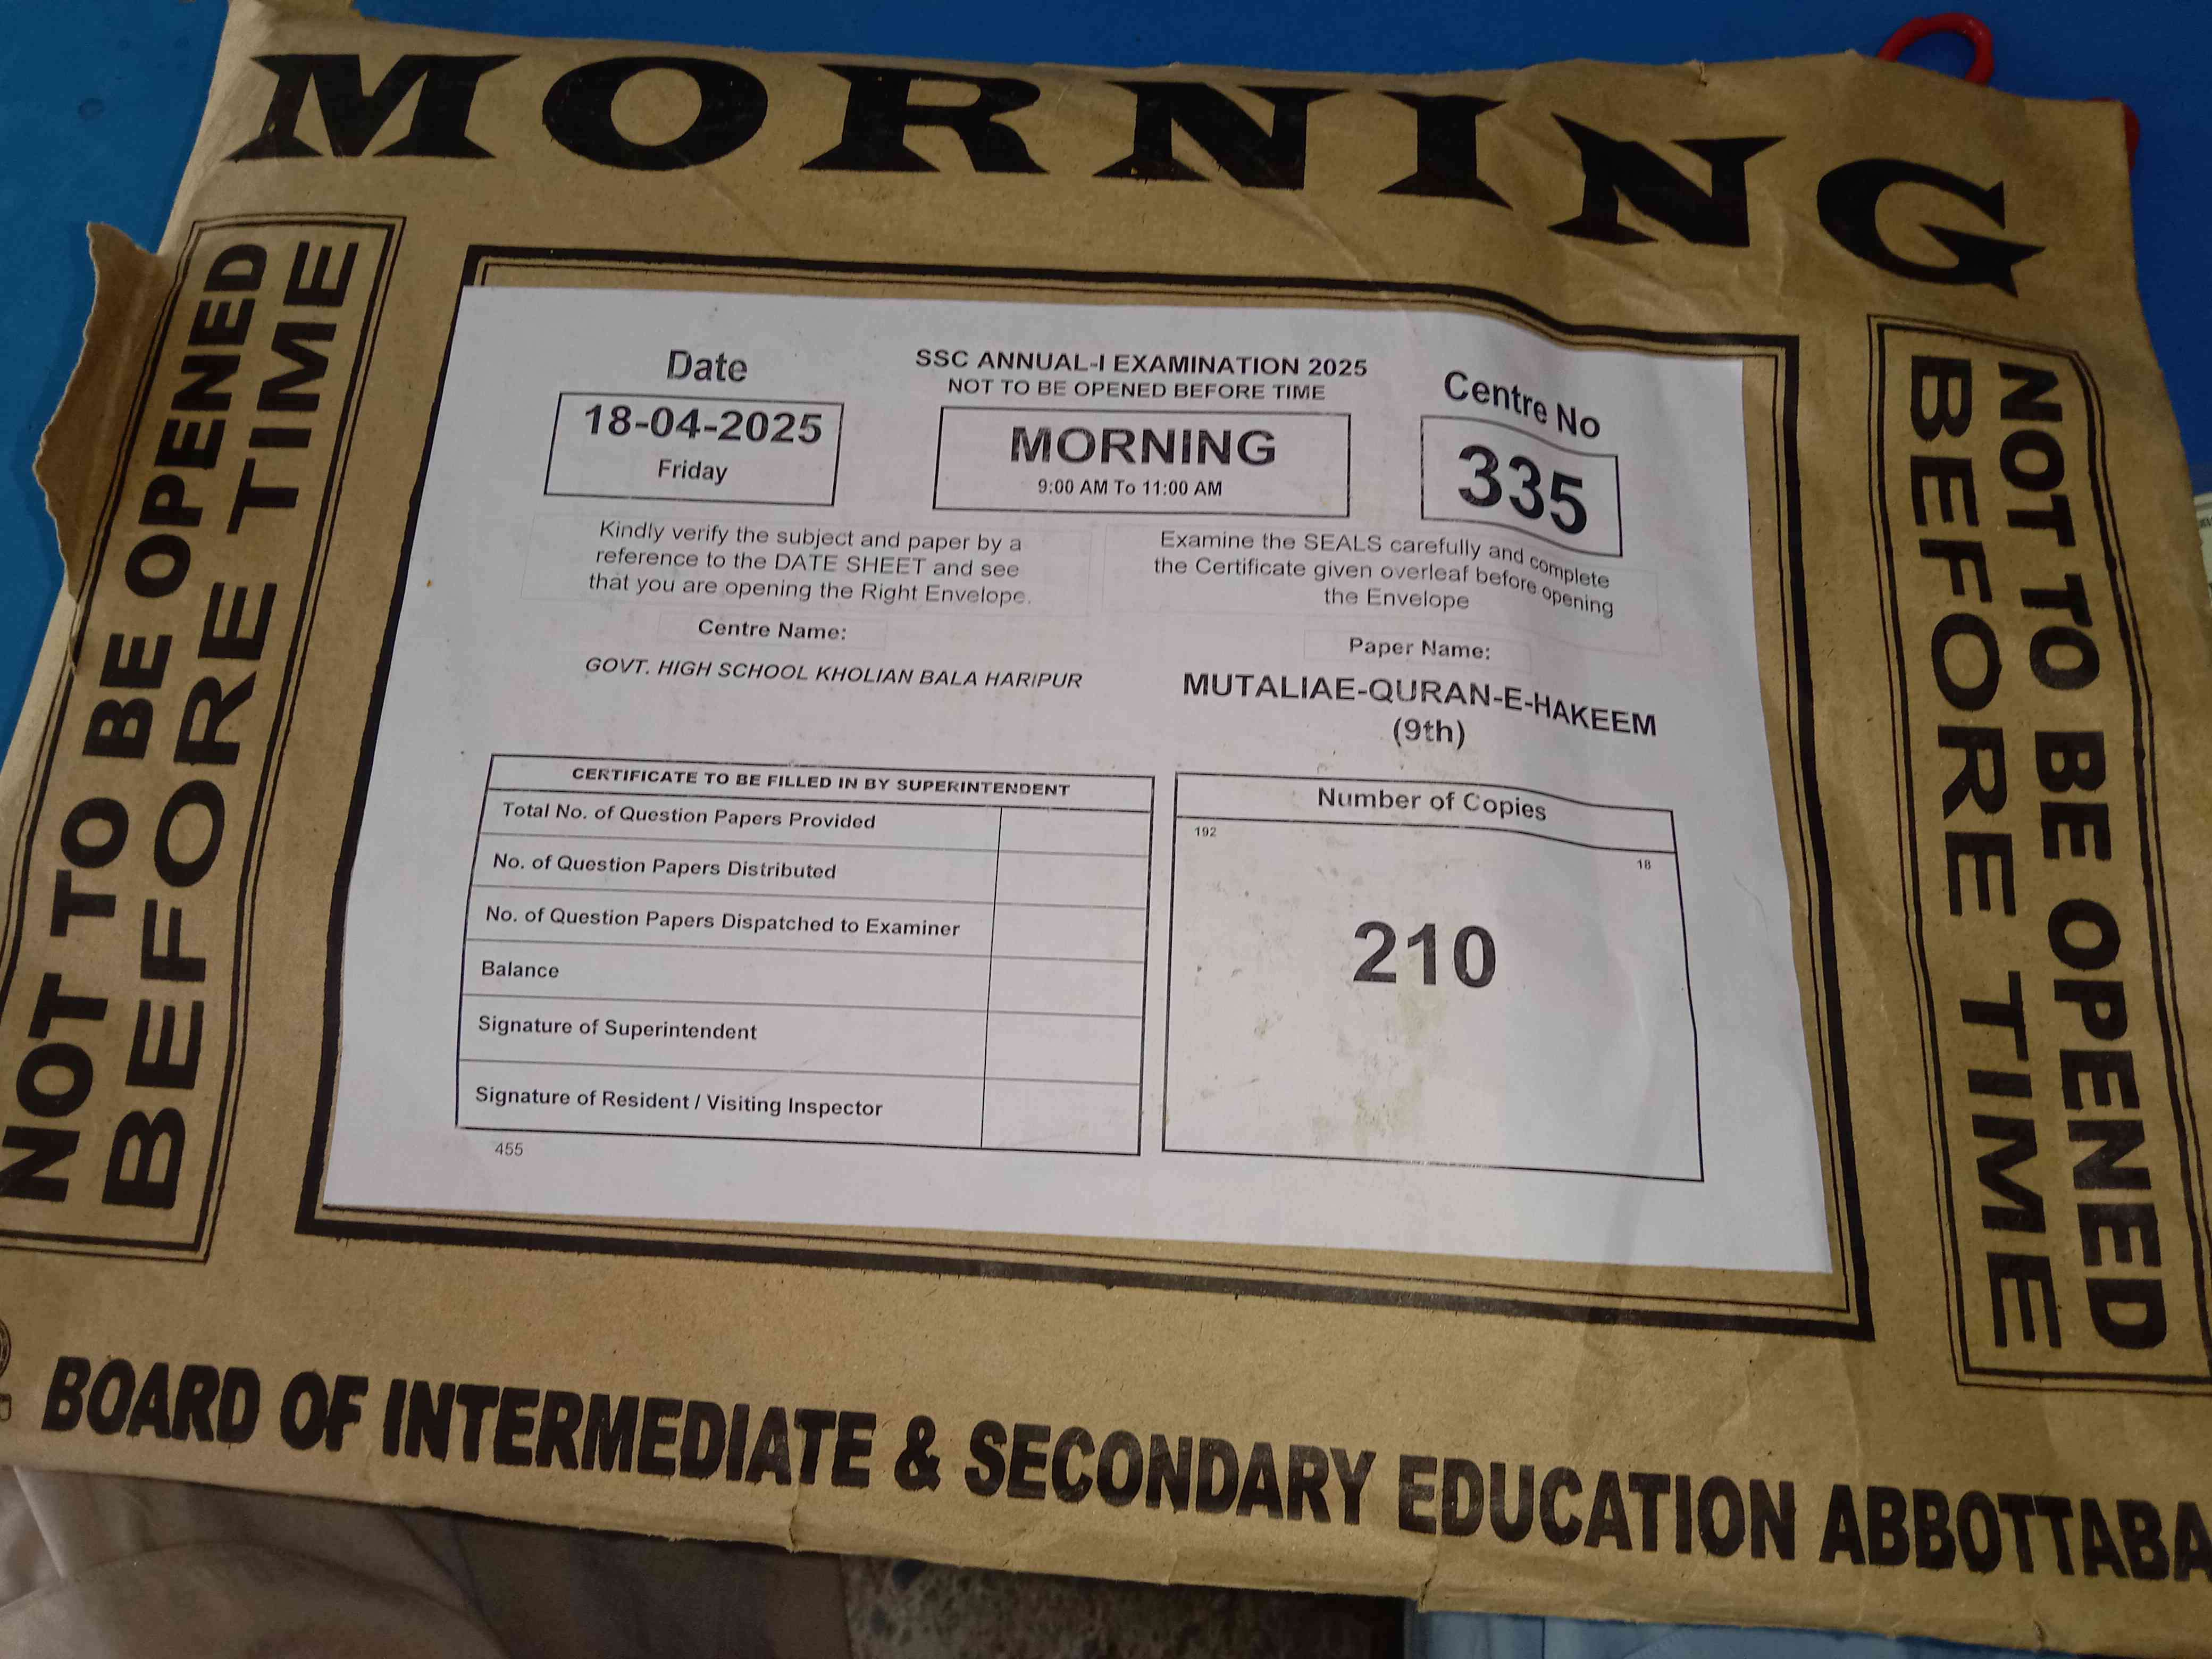 MORNING
NOT TO BE OPENED
BEFORE TIME
Date
18-04-2025
Friday
SSC ANNUAL-I EXAMINATION 2025
NOT TO BE OPENED BEFORE TIME
MORNING
9:00 AM To 11:00 AM
Centre No
335
Kindly verify the subject and paper by a
reference to the DATE SHEET and see
that you are opening the Right Envelope.
Examine the SEALS carefully and complete
the Certificate given overleaf before opening
the Envelope
Centre Name:
GOVT. HIGH SCHOOL KHOLIAN BALA HARIPUR
Paper Name:
MUTALIAE-QURAN-E-HAKEEM
(9th)
CERTIFICATE TO BE FILLED IN BY SUPERINTENDENT
Total No. of Question Papers Provided
No. of Question Papers Distributed
No. of Question Papers Dispatched to Examiner
Balance
Signature of Superintendent
Signature of Resident / Visiting Inspector
455
Number of Copies
192
18
210
NOT TO BE OPENED
BEFORE TIME
BOARD OF INTERMEDIATE & SECONDARY EDUCATION ABBOTTABA